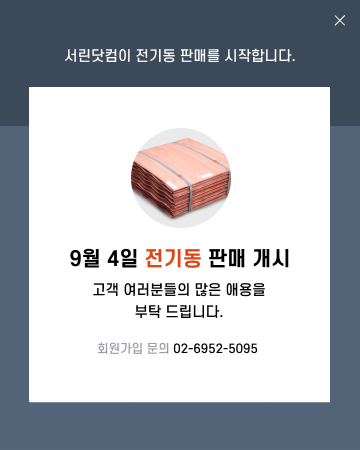 서린닷컴이 전기동 판매를 시작합니다.
9월 4일 전기동 판매 개시
고객 여러분들의 많은 애용을
부탁 드립니다.
회원가입 문의 02-6952-5095